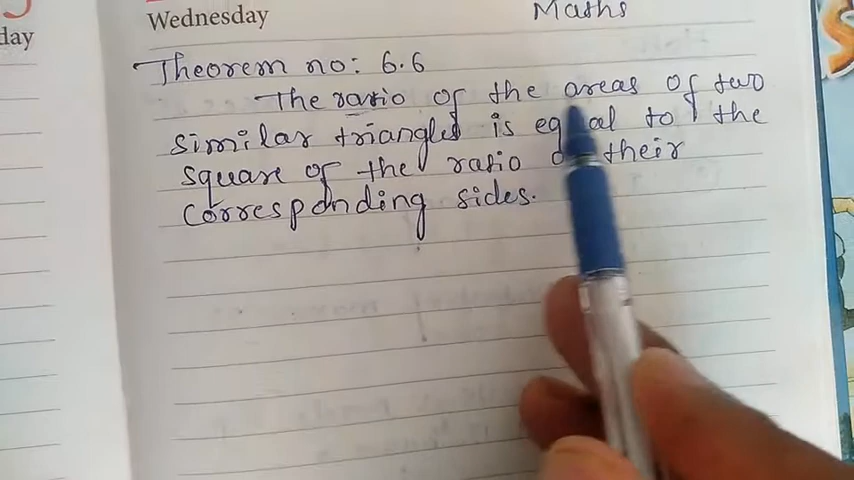 Wednesday
Maths
day
Theorem no: 6.6
The ratio of the areas of two
similar triangles is equal to the
square of the ratio of their
corresponding sides.